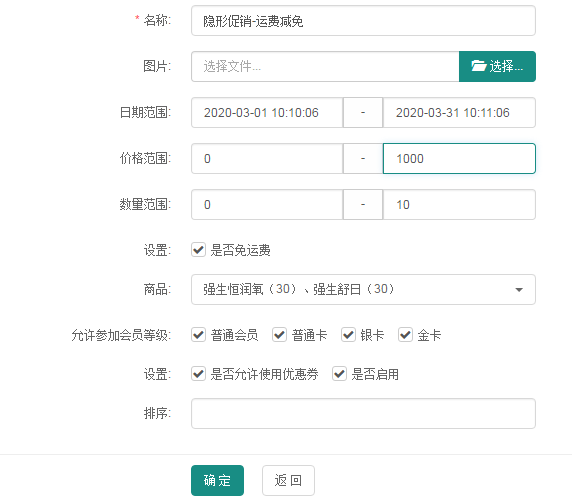 * 名称: 隐形促销-运费减免
图片: 选择文件... 选择...
日期范围: 2020-03-01 10:10:06 - 2020-03-31 10:11:06
价格范围: 0 - 1000
数量范围: 0 - 10
设置: 是否免运费
商品: 强生恒润氧（30）、强生舒日（30）
允许参加会员等级: 普通会员 普通卡 银卡 金卡
设置: 是否允许使用优惠券 是否启用
排序:
确定 返回